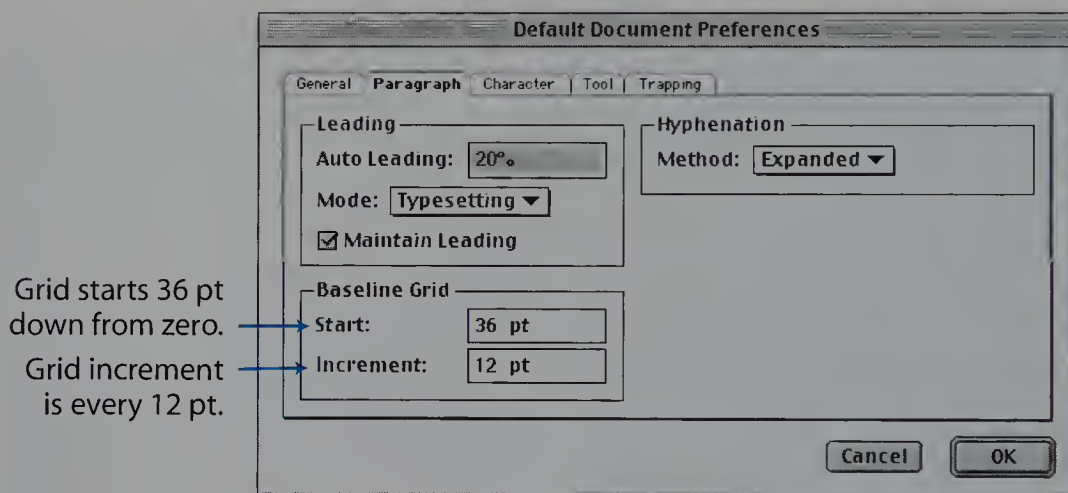 Default Document Preferences
General Paragraph Character Tool Trapping
Leading
Auto Leading: 20%
Mode: Typesetting
Maintain Leading
Hyphenation
Method: Expanded
Baseline Grid
Start: 36 pt
Increment: 12 pt
Grid starts 36 pt
down from zero.
Grid increment
is every 12 pt.
Cancel OK